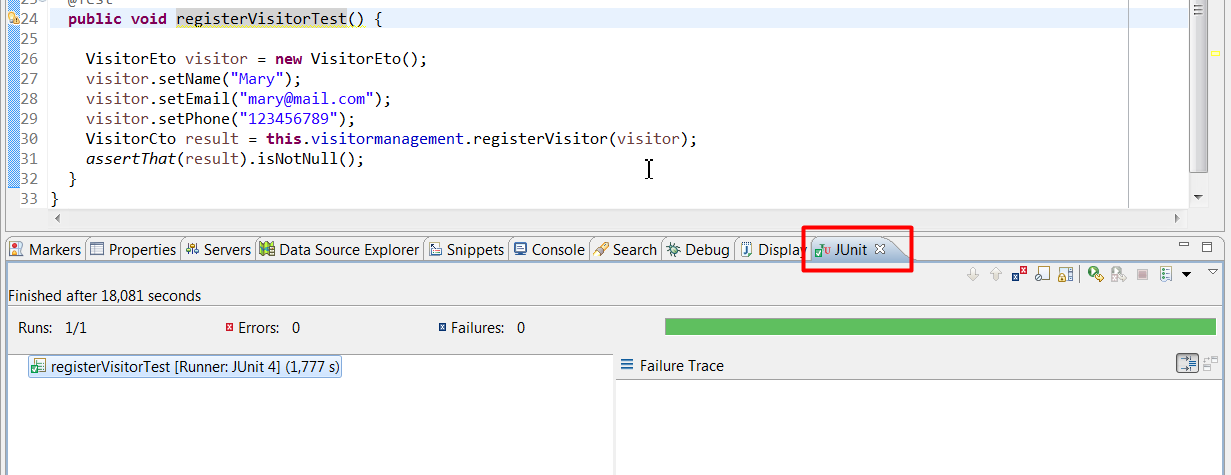 23 @Test
24 public void registerVisitorTest() {
25
26 VisitorEto visitor = new VisitorEto();
27 visitor.setName("Mary");
28 visitor.setEmail("mary@mail.com");
29 visitor.setPhone("123456789");
30 VisitorCto result = this.visitormanagement.registerVisitor(visitor);
31 assertThat(result).isNotNull();
32 }
33 }
Markers Properties Servers Data Source Explorer Snippets Console Search Debug Display JUnit
Finished after 18,081 seconds
Runs: 1/1 Errors: 0 Failures: 0
registerVisitorTest [Runner: JUnit 4] (1,777 s)
Failure Trace